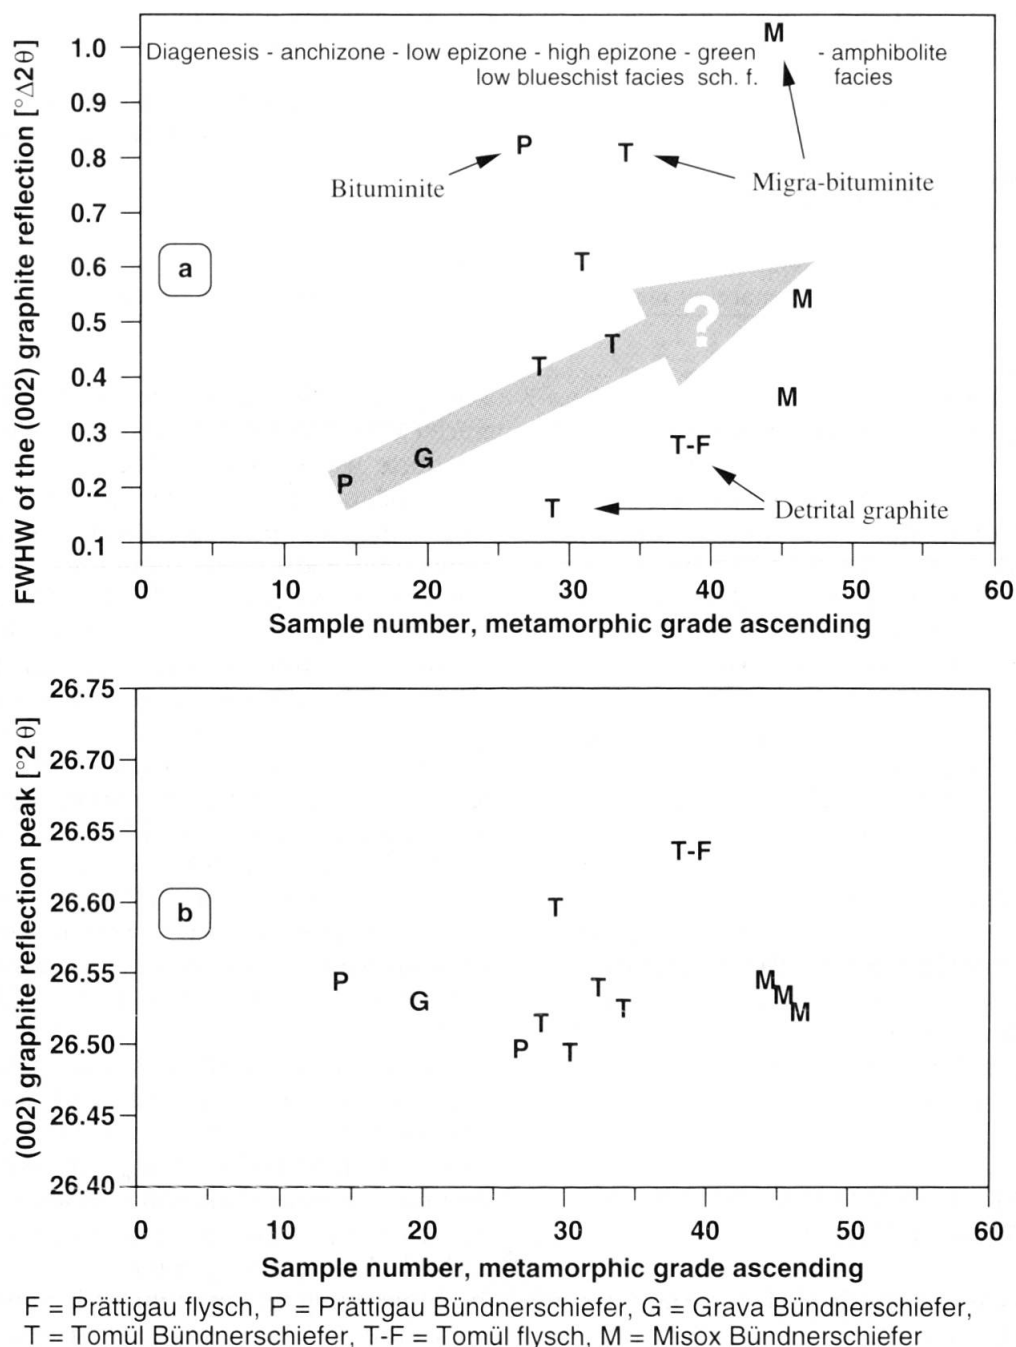 FWHW of the (002) graphite reflection [°Δ2θ]
1.0
0.9
0.8
0.7
0.6
0.5
0.4
0.3
0.2
0.1
Diagenesis - anchizone - low epizone - high epizone - green - amphibolite
low blueschist facies sch. f. facies
M
P
T
Bituminite
Migra-bituminite
T
a
?
M
T
T
M
T-F
G
P
T
Detrital graphite
0 10 20 30 40 50 60
Sample number, metamorphic grade ascending
(002) graphite reflection peak [°2θ]
26.75
26.70
26.65
26.60
26.55
26.50
26.45
26.40
T-F
b
T
P
G
T
T
T
P
T
M
M
M
0 10 20 30 40 50 60
Sample number, metamorphic grade ascending
F = Prättigau flysch, P = Prättigau Bündnerschiefer, G = Grava Bündnerschiefer,
T = Tomül Bündnerschiefer, T-F = Tomül flysch, M = Misox Bündnerschiefer